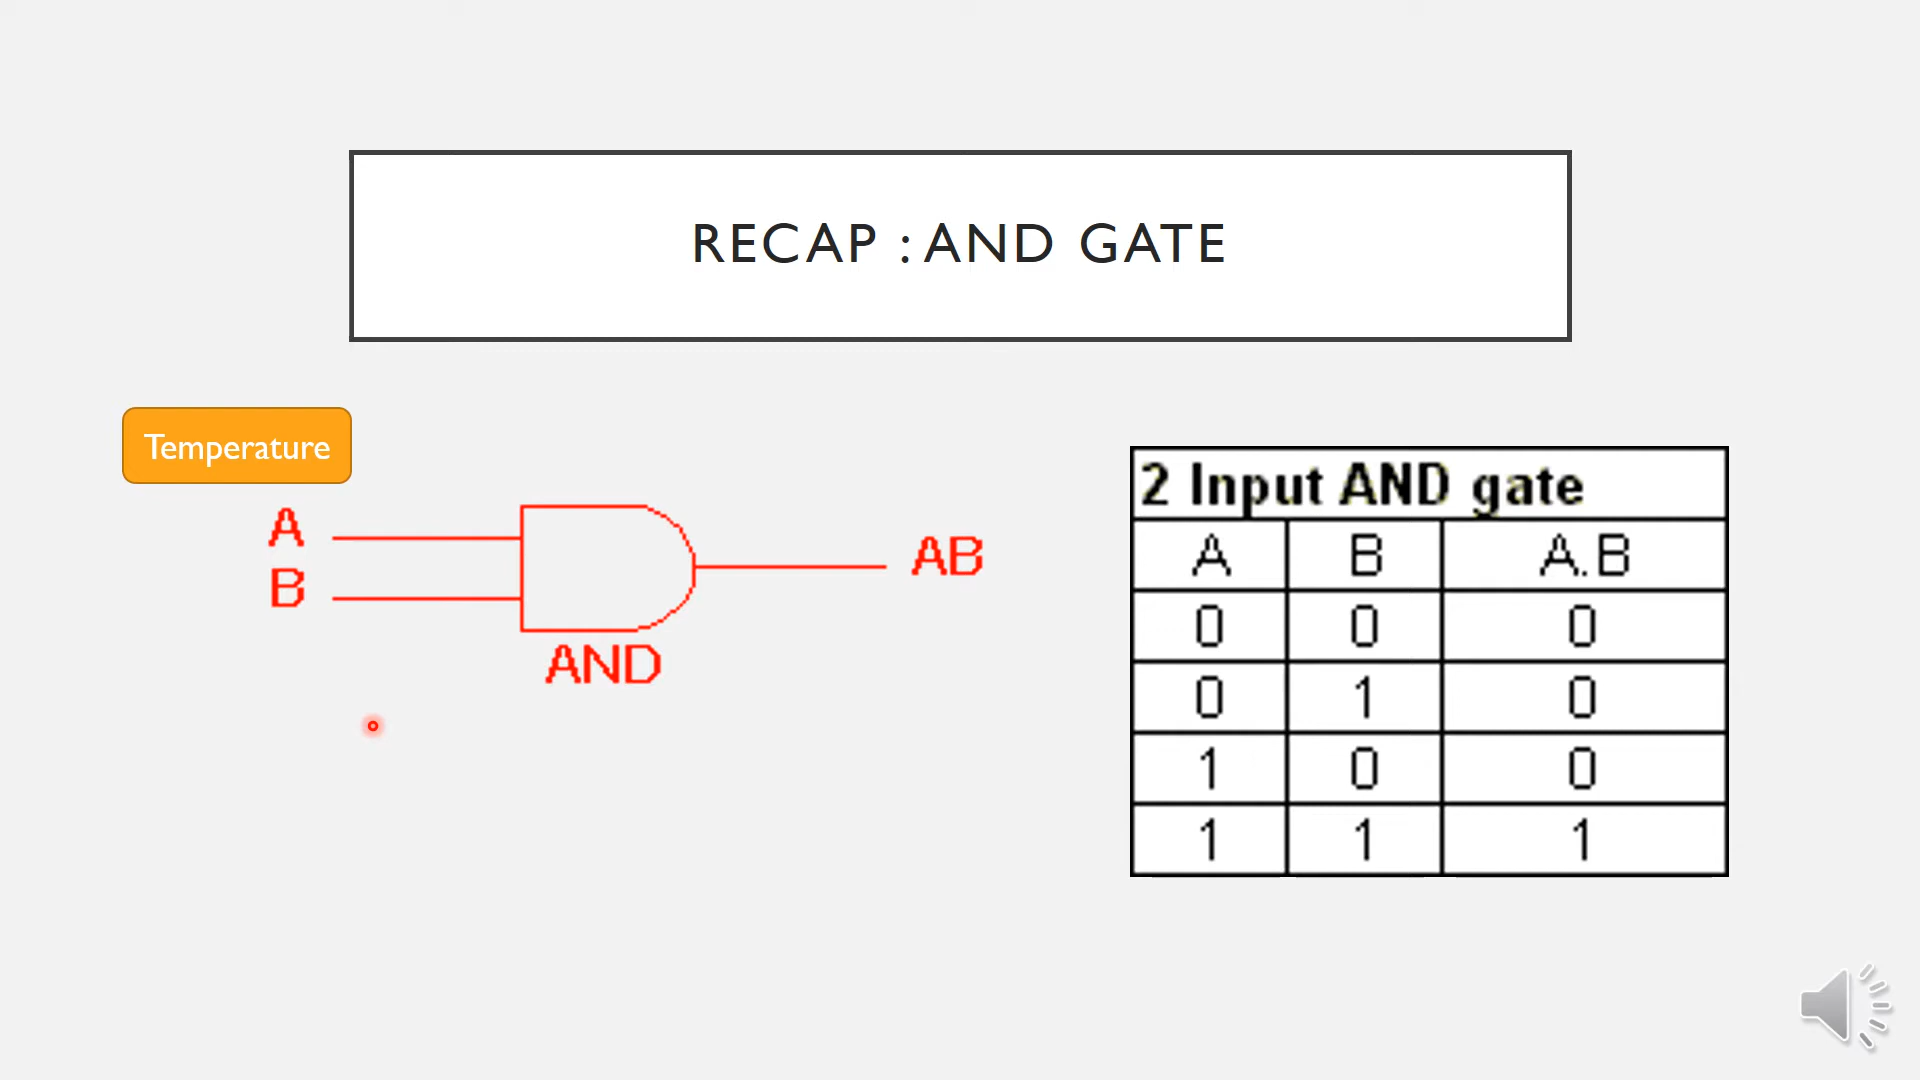 RECAP : AND GATE
Temperature
A
B
AB
AND
2 Input AND gate
A B A.B
0 0 0
0 1 0
1 0 0
1 1 1